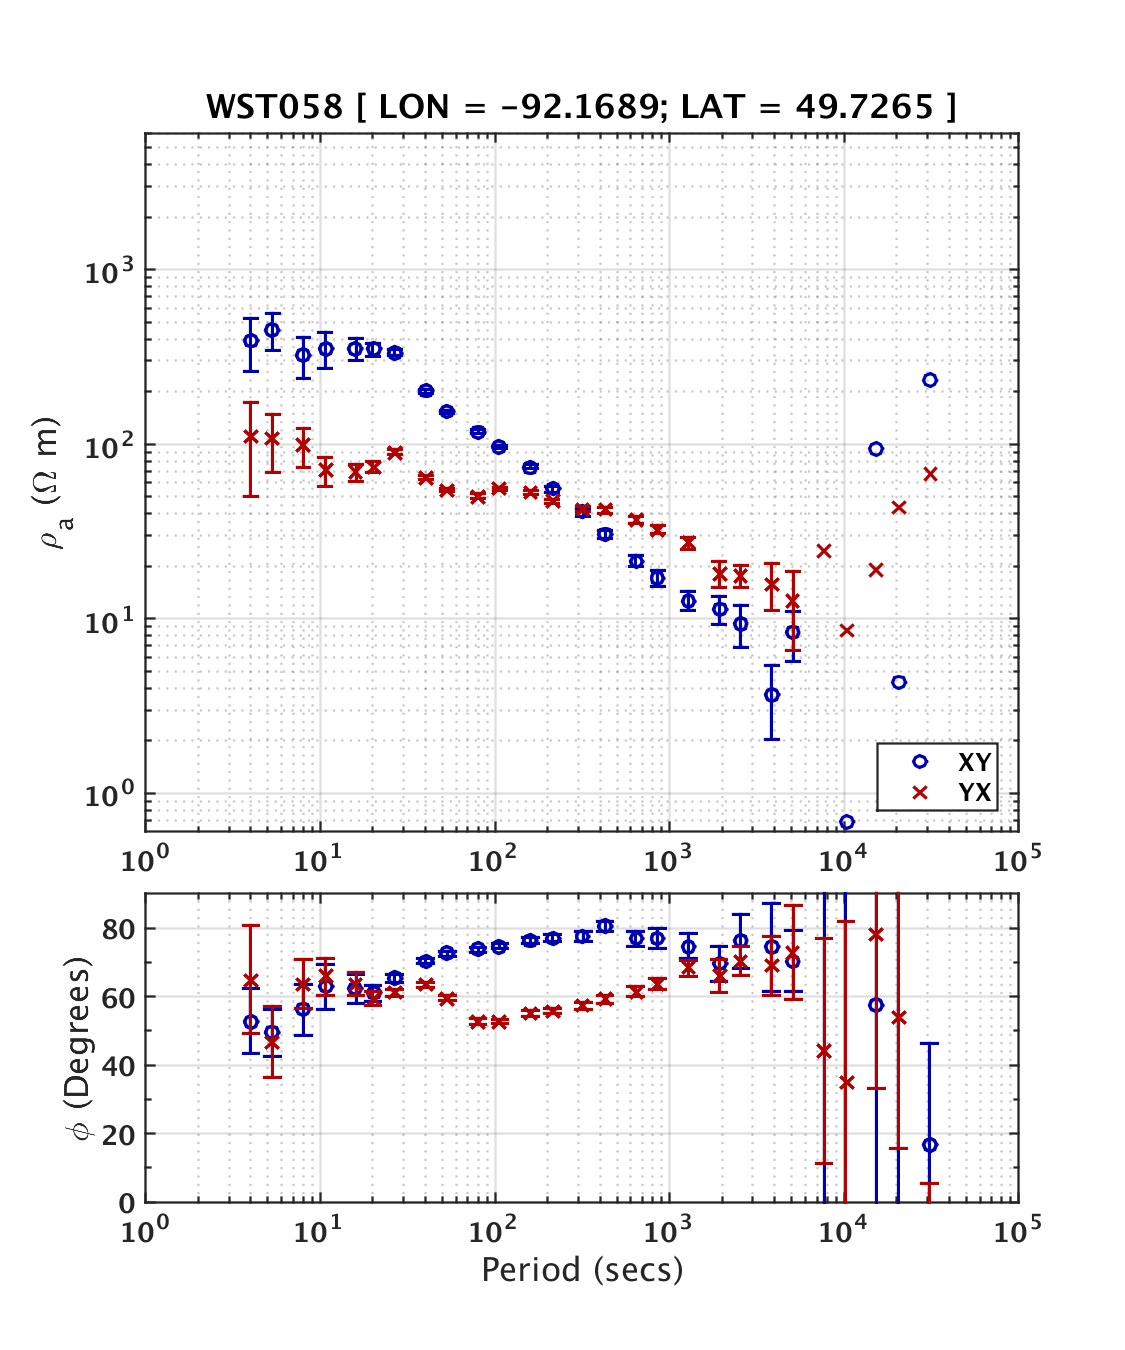 WST058 [ LON = −92.1689; LAT = 49.7265 ]
10³
10²
10¹
10⁰
ρa (Ω m)
XY
YX
10⁰ 10¹ 10² 10³ 10⁴ 10⁵
80
60
40
20
0
ϕ (Degrees)
10⁰ 10¹ 10² 10³ 10⁴ 10⁵
Period (secs)